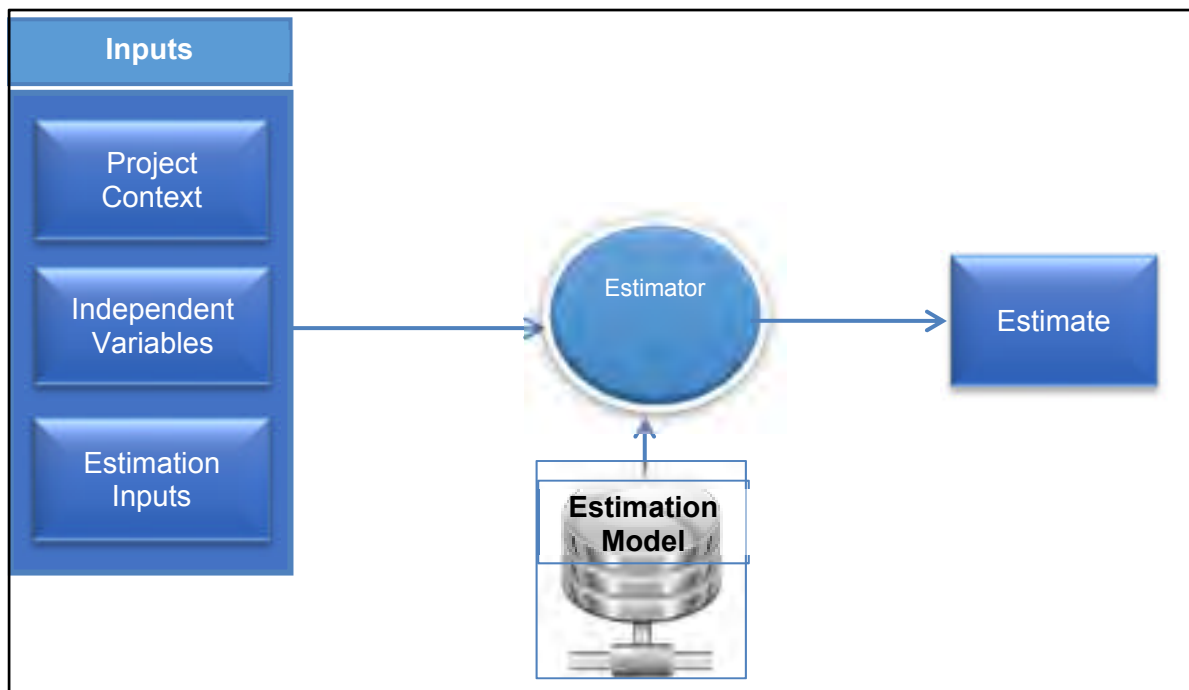 Inputs
Project
Context
Independent
Variables
Estimation
Inputs
Estimator
Estimate
Estimation
Model